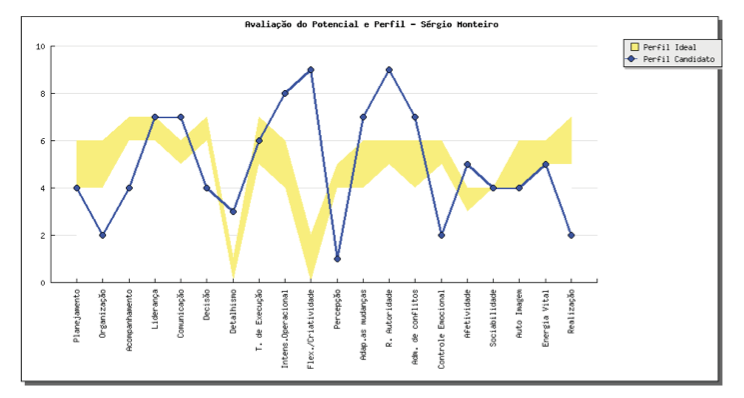 Avaliação do Potencial e Perfil - Sérgio Monteiro
Perfil Ideal
Perfil Candidato
10
8
6
4
2
0
Planejamento
Organização
Acompanhamento
Liderança
Comunicação
Decisão
Detalhismo
T. de Execução
Intens.Operacional
Flex./Criatividade
Percepção
Adap.as mudanças
R. Autoridade
Adm. de conflitos
Controle Emocional
Afetividade
Sociabilidade
Auto Imagem
Energia Vital
Realização